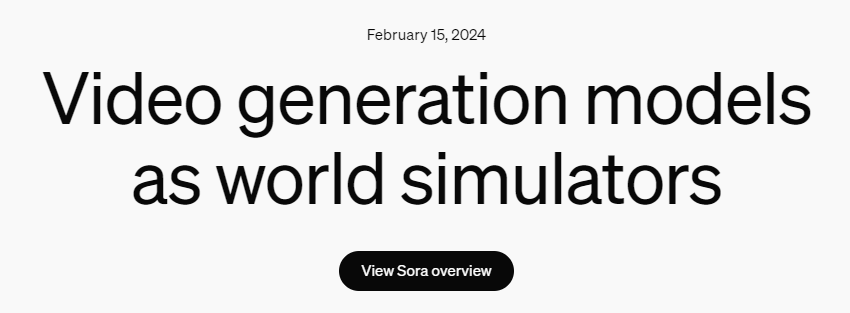 February 15, 2024
Video generation models
as world simulators
View Sora overview